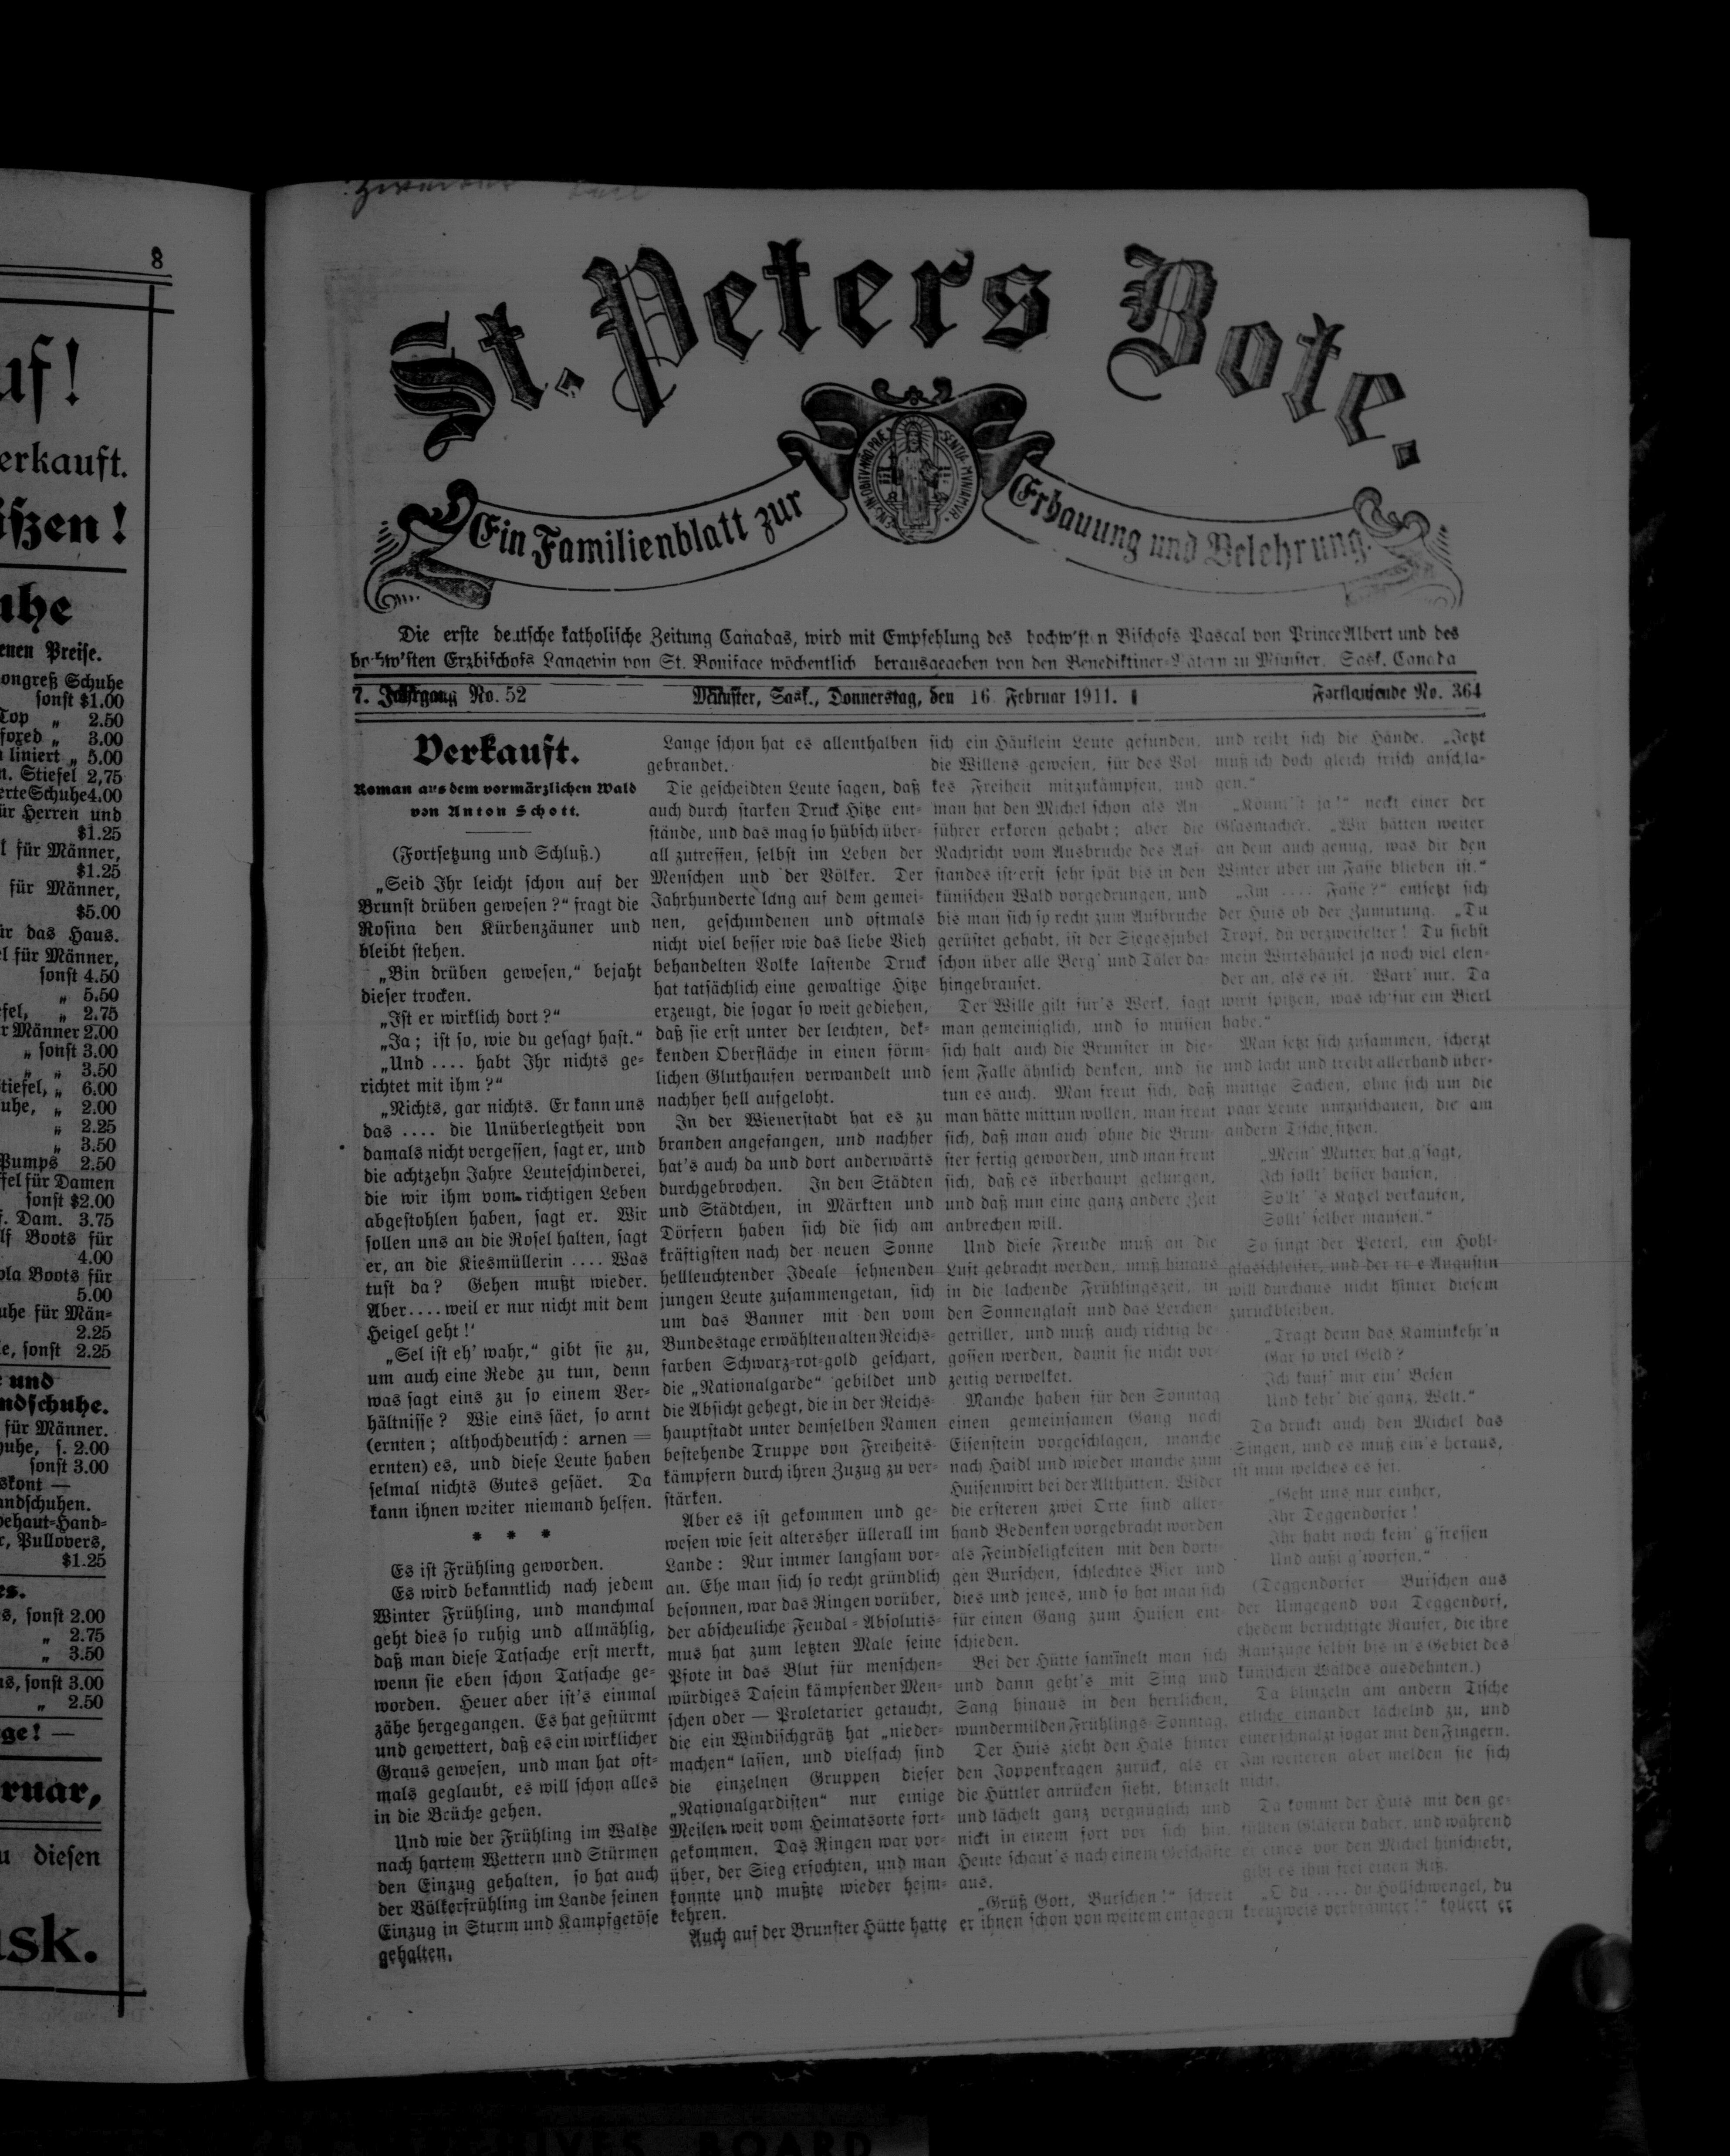 8
uf!
erkauft.
ißen!
uhe
enen Preise.
ongreß Schuhe
sonst $1.00
Top „ 2.50
foxed „ 3.00
liniert „ 5.00
n. Stiefel 2,75
erte Schuhe 4.00
ür Herren und
$1.25
l für Männer,
$1.25
für Männer,
$5.00
ür das Haus.
el für Männer,
sonst 4.50
„ 5.50
fel, „ 2.75
r Männer 2.00
„ sonst 3.00
„ „ 3.50
tiefel, „ 6.00
uhe, „ 2.00
„ 2.25
„ 3.50
Pumps 2.50
fel für Damen
sonst $2.00
. Dam. 3.75
lf Boots für
4.00
ola Boots für
5.00
uhe für Män-
2.25
e, sonst 2.25
und
ndschuhe.
für Männer.
huhe, s. 2.00
sonst 3.00
skont —
andschuhen.
ehaut-Hand-
r, Pullovers,
$1.25
es.
s, sonst 2.00
„ 2.75
„ 3.50
us, sonst 3.00
„ 2.50
ge! —
ruar,
u diesen
ask.
St. Peters Bote.
Ein Familienblatt zur Erbauung und Belehrung.
Die erste deutsche katholische Zeitung Canadas, wird mit Empfehlung des hochw'sten Bischofs Pascal von Prince Albert und des
hochw'sten Erzbischofs Langevin von St. Boniface wöchentlich herausgegeben von den Benediktiner-Vätern zu Münster, Sask. Canada
7. Jahrgang No. 52 Münster, Sask., Donnerstag, den 16. Februar 1911. Fortlaufende No. 364
Verkauft.
Roman aus dem vormärzlichen Wald
von Anton Schott.
(Fortsetzung und Schluß.)
„Seid Ihr leicht schon auf der
Brunst drüben gewesen?“ fragt die
Rosina den Kürbenzäuner und
bleibt stehen.
„Bin drüben gewesen,“ bejaht
dieser trocken.
„Ist er wirklich dort?“
„Ja; ist so, wie du gesagt hast.“
„Und .... habt Ihr nichts ge-
richtet mit ihm?“
„Nichts, gar nichts. Er kann uns
das .... die Unüberlegtheit von
damals nicht vergessen, sagt er, und
die achtzehn Jahre Leuteschinderei,
die wir ihm vom richtigen Leben
abgestohlen haben, sagt er. Wir
sollen uns an die Rosel halten, sagt
er, an die Kiesmüllerin .... Was
tust da? Gehen mußt wieder.
Aber .... weil er nur nicht mit dem
Heigel geht!'
„Sel ist eh' wahr,“ gibt sie zu,
um auch eine Rede zu tun, denn
was sagt eins zu so einem Ver-
hältnisse? Wie eins säet, so arnt
(ernten; althochdeutsch: arnen =
ernten) es, und diese Leute haben
selmal nichts Gutes gesäet. Da
kann ihnen weiter niemand helfen.
* * *
Es ist Frühling geworden.
Es wird bekanntlich nach jedem
Winter Frühling, und manchmal
geht dies so ruhig und allmählig,
daß man diese Tatsache erst merkt,
wenn sie eben schon Tatsache ge-
worden. Heuer aber ist's einmal
zähe hergegangen. Es hat gestürmt
und gewettert, daß es ein wirklicher
Graus gewesen, und man hat oft-
mals geglaubt, es will schon alles
in die Brüche gehen.
Und wie der Frühling im Walde
nach hartem Wettern und Stürmen
den Einzug gehalten, so hat auch
der Völkerfrühling im Lande seinen
Einzug in Sturm und Kampfgetöse
gehalten.
Lange schon hat es allenthalben
gebrandet.
Die gescheidten Leute sagen, daß
auch durch starken Druck Hitze ent-
stände, und das mag so hübsch über-
all zutreffen, selbst im Leben der
Menschen und der Völker. Der
Jahrhunderte lang auf dem gemei-
nen, geschundenen und oftmals
nicht viel besser wie das liebe Vieh
behandelten Volke lastende Druck
hat tatsächlich eine gewaltige Hitze
erzeugt, die sogar so weit gediehen,
daß sie erst unter der leichten, dek-
kenden Oberfläche in einen förm-
lichen Gluthaufen verwandelt und
nachher hell aufgeloht.
In der Wienerstadt hat es zu
branden angefangen, und nachher
hat's auch da und dort anderwärts
durchgebrochen. In den Städten
und Städtchen, in Märkten und
Dörfern haben sich die sich am
kräftigsten nach der neuen Sonne
hellleuchtender Ideale sehnenden
jungen Leute zusammengetan, sich
um das Banner mit den vom
Bundestage erwählten alten Reichs-
farben Schwarz-rot-gold geschart,
die „Nationalgarde“ gebildet und
die Absicht gehegt, die in der Reichs-
hauptstadt unter demselben Namen
bestehende Truppe von Freiheits-
kämpfern durch ihren Zuzug zu ver-
stärken.
Aber es ist gekommen und ge-
wesen wie seit altersher üllerall im
Lande: Nur immer langsam vor-
an. Ehe man sich so recht gründlich
besonnen, war das Ringen vorüber,
der abscheuliche Feudal-Absolutis-
mus hat zum letzten Male seine
Pfote in das Blut für menschen-
würdiges Dasein kämpfender Men-
schen oder — Proletarier getaucht,
die ein Windischgrätz hat „nieder-
machen“ lassen, und vielfach sind
die einzelnen Gruppen dieser
„Nationalgardisten“ nur einige
Meilen weit vom Heimatsorte fort-
gekommen. Das Ringen war vor-
über, der Sieg erfochten, und man
konnte und mußte wieder heim-
kehren.
Auch auf der Brunster Hütte hatte
sich ein Häuflein Leute gefunden,
die Willens gewesen, für des Vol-
kes Freiheit mitzukämpfen, und
man hat den Michel schon als An-
führer erkoren gehabt; aber die
Nachricht vom Ausbruche des Auf-
standes ist erst sehr spät bis in den
künischen Wald vorgedrungen, und
bis man sich so recht zum Aufbruche
gerüstet gehabt, ist der Siegesjubel
schon über alle Berg' und Täler da-
hingebrauset.
Der Wille gilt für's Werk, sagt
man gemeiniglich, und so müssen
sich halt auch die Brunster in die-
sem Falle ähnlich denken, und sie
tun es auch. Man freut sich, daß
man hätte mittun wollen, man freut
sich, daß man auch ohne die Brun-
ster fertig geworden, und man freut
sich, daß es überhaupt gelungen,
und daß nun eine ganz andere Zeit
anbrechen will.
Und diese Freude muß an die
Luft gebracht werden, muß hinaus
in die lachende Frühlingszeit, in
den Sonnenglast und das Lerchen-
getriller, und muß auch richtig be-
gossen werden, damit sie nicht vor-
zeitig verwelket.
Manche haben für den Sonntag
einen gemeinsamen Gang nach
Eisenstein vorgeschlagen, manche
nach Haidl und wieder manche zum
Huisenwirt bei der Althütten. Wider
die ersteren zwei Orte sind aller-
hand Bedenken vorgebracht worden
als Feindseligkeiten mit den dorti-
gen Burschen, schlechtes Bier und
dies und jenes, und so hat man sich
für einen Gang zum Huisen ent-
schieden.
Bei der Hütte sammelt man sich
und dann geht's mit Sing und
Sang hinaus in den herrlichen,
wundermilden Frühlings-Sonntag.
Der Huis zieht den Hals hinter
den Joppenkragen zurück, als er
die Hüttler anrücken sieht, blinzelt
und lächelt ganz vergnüglich und
nickt in einem fort vor sich hin.
Heute schaut's nach einem Geschäfte
aus.
„Grüß Gott, Burschen!“ schreit
er ihnen schon von weitem entgegen
und reibt sich die Hände. „Jetzt
muß ich doch gleich frisch anschla-
gen.“
„Könnt'st ja!“ neckt einer der
Glasmacher. „Wir hätten weiter
an dem auch genug, was dir den
Winter über im Fasse blieben ist.“
„Im .... Fasse?“ entsetzt sich
der Huis ob der Zumutung. „Du
Tropf, du verzweifelter! Du siehst
mein Wirtshäusel ja noch viel elen-
der an, als es ist. Wart' nur. Da
wirst spitzen, was ich für ein Bierl
habe.“
Man setzt sich zusammen, scherzt
und lacht und treibt allerhand über-
mütige Sachen, ohne sich um die
paar Leute umzuschauen, die am
andern Tische sitzen.
„Mein' Mutter hat g'sagt,
Ich sollt' besser hausen,
Sollt' 's Katzel verkaufen,
Sollt' selber mausen.“
So singt der Peterl, ein Hohl-
glasschleifer, und der rote Augustin
will durchaus nicht hinter diesem
zurückbleiben.
„Tragt denn das Kaminkehr'n
Gar so viel Geld?
Ich kauf' mir ein' Besen
Und kehr' die ganz. Welt.“
Da drückt auch den Michel das
Singen, und es muß ein's heraus,
ist nun welches es sei.
„Geht uns nur einher,
Ihr Deggendorfer!
Ihr habt noch kein' g'fressen
Und außi g'worfen.“
(Deggendorfer — Burschen aus
der Umgegend von Deggendorf,
ehedem berüchtigte Raufer, die ihre
Raufzüge selbst bis in's Gebiet des
künischen Waldes ausdehnten.)
Da blinzeln am andern Tische
etliche einander lächelnd zu, und
einer schnalzt sogar mit den Fingern.
Im weiteren aber melden sie sich
nicht.
Da kommt der Huis mit den ge-
füllten Gläsern daher, und während
er eines vor den Michel hinschiebt,
gibt es ihm frei einen Riß.
„O du .... du Höllschwengel, du
kreuzweis verbrämter!“ kollert er